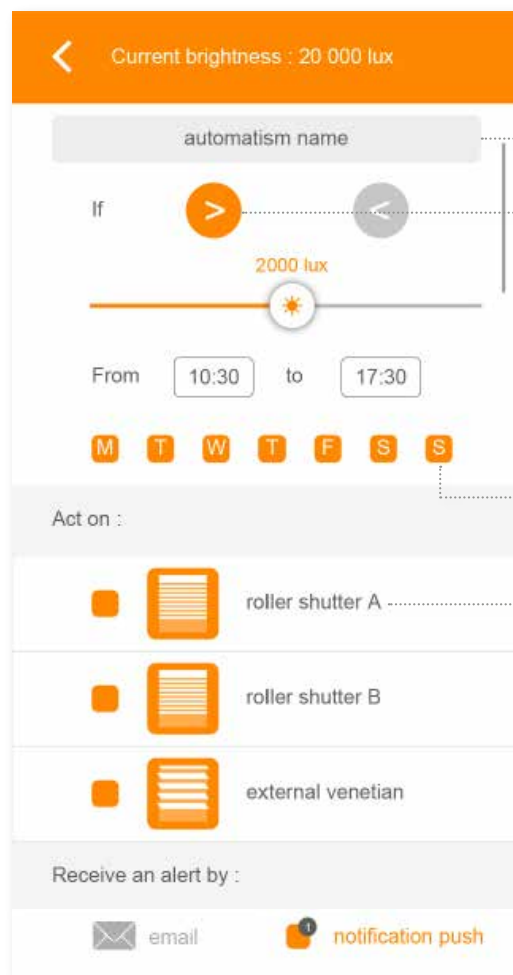 Current brightness : 20 000 lux
automatism name
If > <
2000 lux
From 10:30 to 17:30
M T W T F S S
Act on :
roller shutter A
roller shutter B
external venetian
Receive an alert by :
email 1 notification push